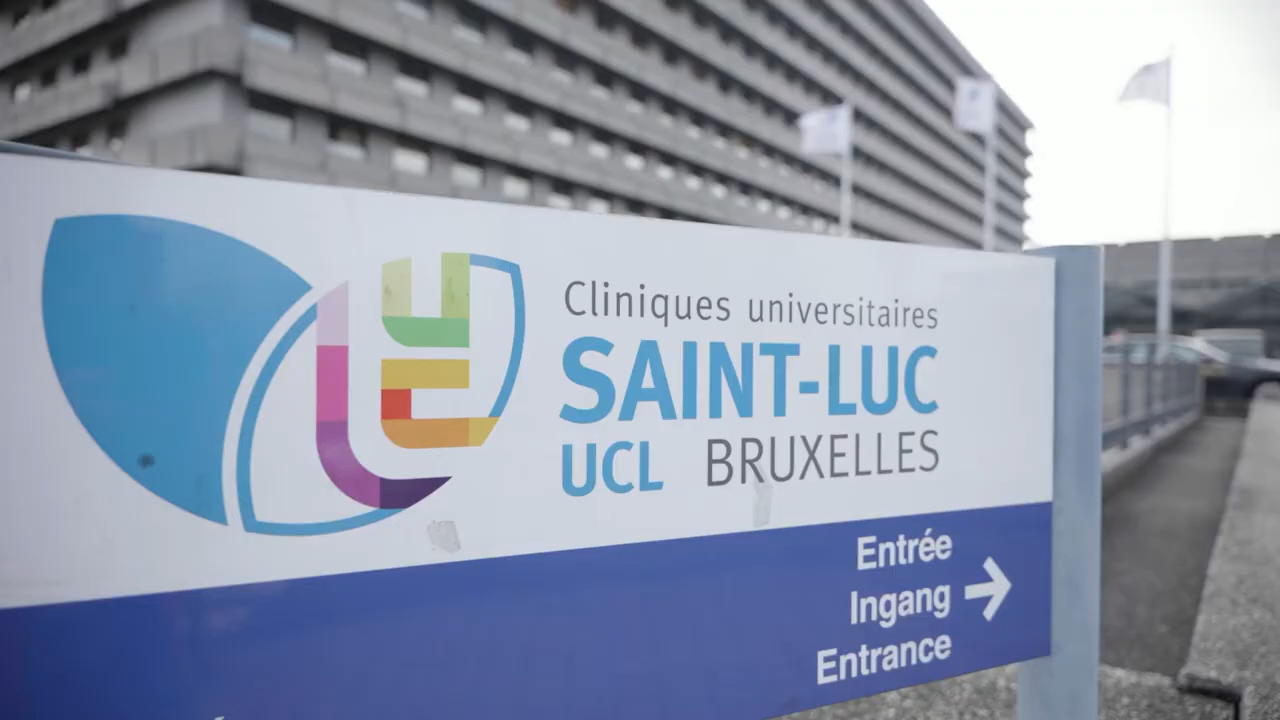 Cliniques universitaires
SAINT-LUC
UCL BRUXELLES
Entrée
Ingang
Entrance